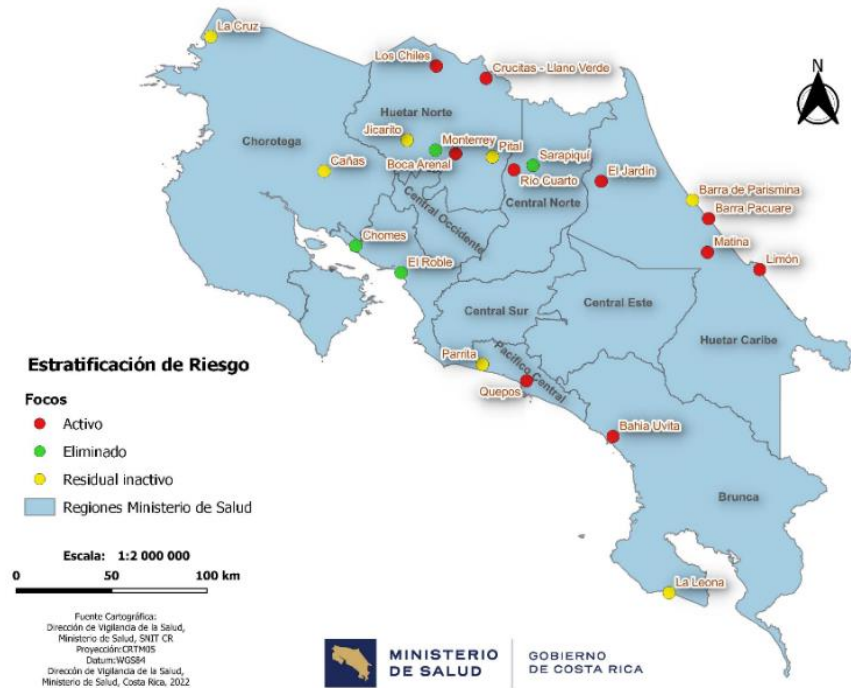 La Cruz
N
Los Chiles
Crucitas - Llano Verde
Huetar Norte
Chorotega
Jicarito
Monterrey
Pital
Boca Arenal
Sarapiquí
Cañas
Río Cuarto
El Jardín
Central Norte
Barra de Parismina
Barra Pacuare
Central Occidente
Chomes
Matina
El Roble
Limón
Central Sur
Central Este
Huetar Caribe
Parrita
Pacífico Central
Quepos
Bahía Uvita
Brunca
La Leona
Estratificación de Riesgo
Focos
Activo
Eliminado
Residual inactivo
Regiones Ministerio de Salud
Escala: 1:2 000 000
0 50 100 km
Fuente Cartográfica:
Dirección de Vigilancia de la Salud,
Ministerio de Salud, SNIT CR
Proyección:CRTM05
Datum:WGS84
Dirección de Vigilancia de la Salud,
Ministerio de Salud, Costa Rica, 2022
MINISTERIO
DE SALUD
GOBIERNO
DE COSTA RICA